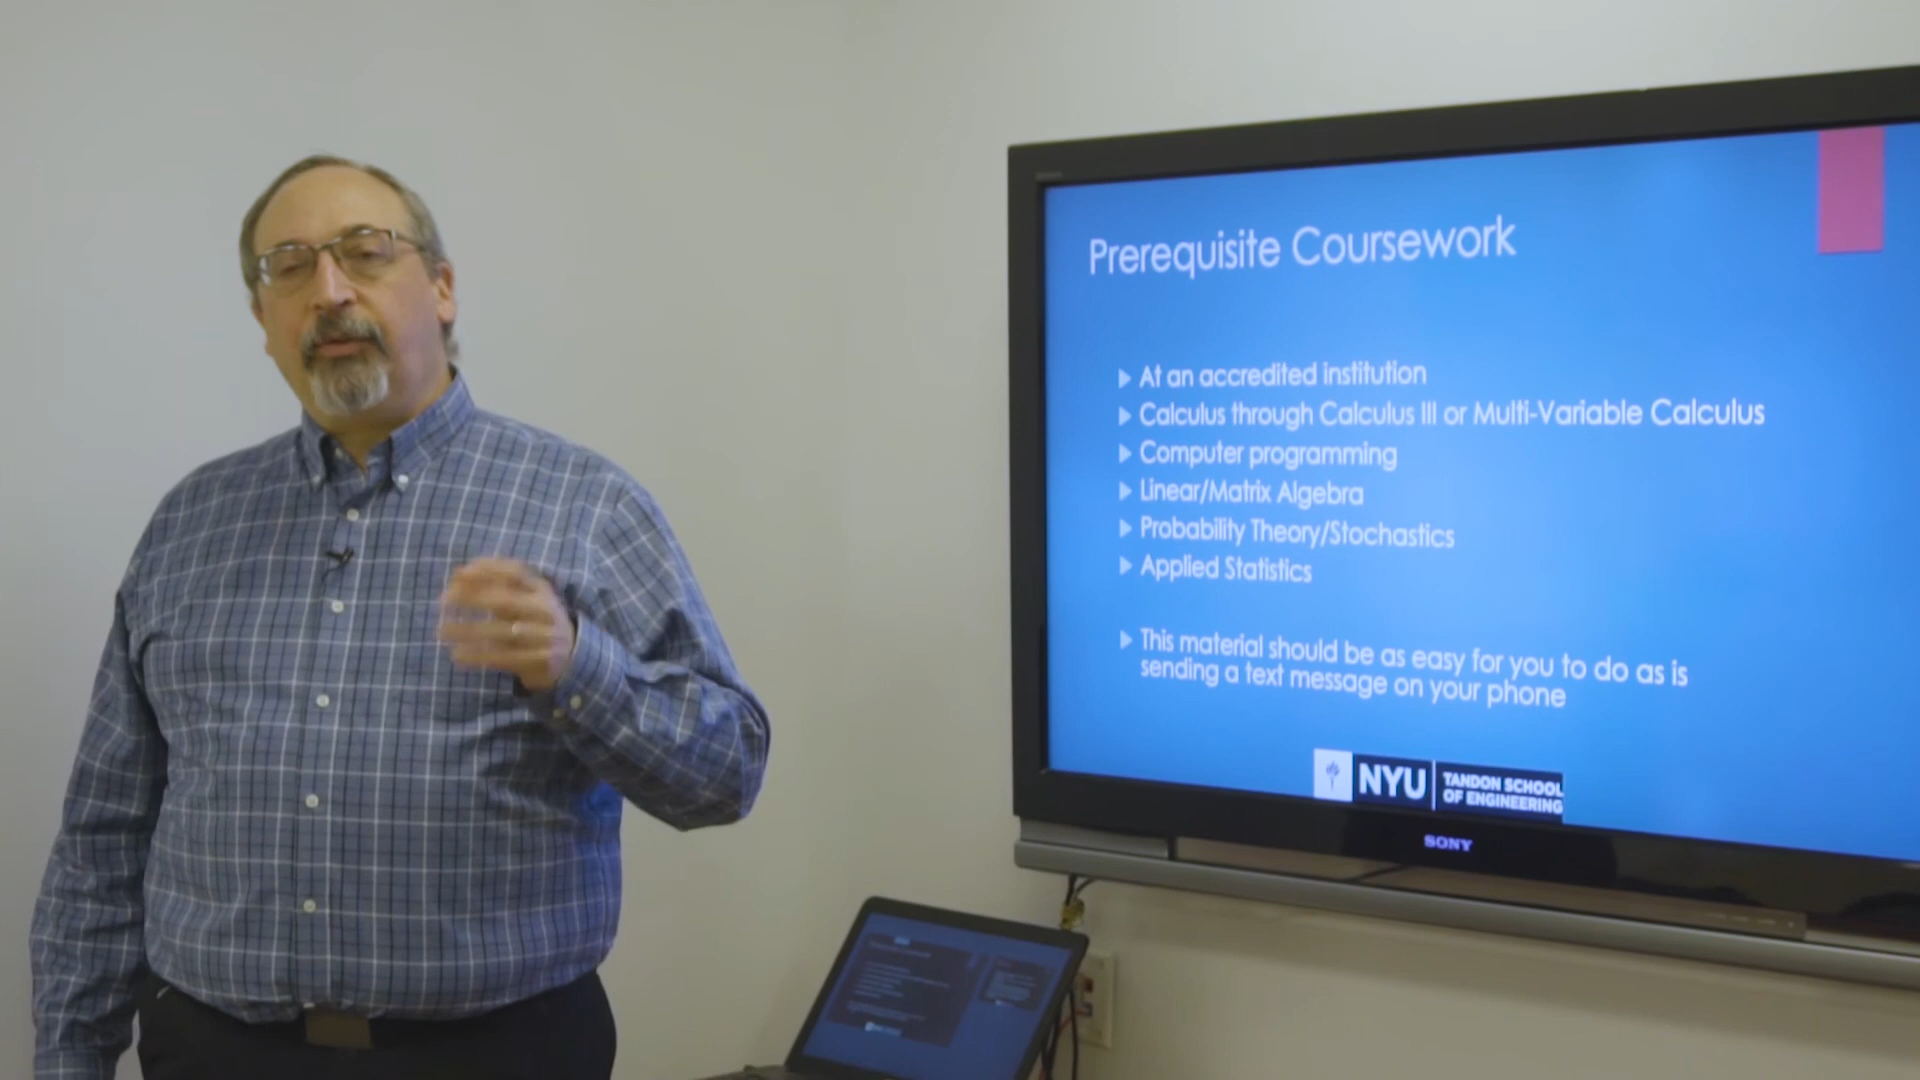 Prerequisite Coursework
At an accredited institution
Calculus through Calculus III or Multi-Variable Calculus
Computer programming
Linear/Matrix Algebra
Probability Theory/Stochastics
Applied Statistics
This material should be as easy for you to do as is
sending a text message on your phone
NYU
TANDON SCHOOL
OF ENGINEERING
SONY